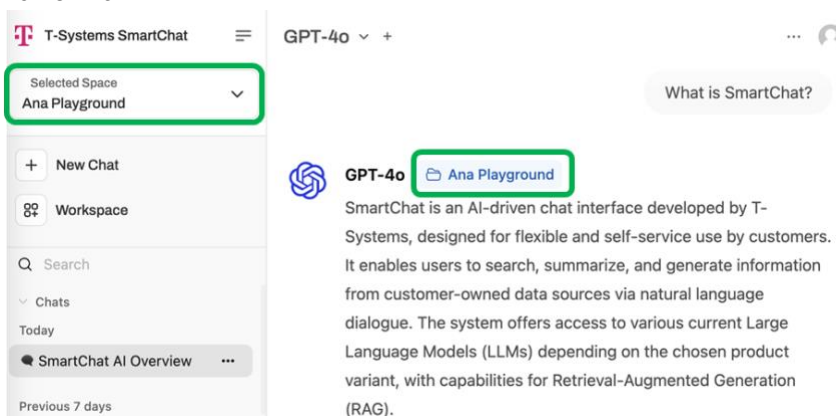 T T-Systems SmartChat
Selected Space
Ana Playground
New Chat
Workspace
Search
Chats
Today
SmartChat AI Overview
Previous 7 days
GPT-4o
What is SmartChat?
GPT-4o Ana Playground
SmartChat is an AI-driven chat interface developed by T-
Systems, designed for flexible and self-service use by customers.
It enables users to search, summarize, and generate information
from customer-owned data sources via natural language
dialogue. The system offers access to various current Large
Language Models (LLMs) depending on the chosen product
variant, with capabilities for Retrieval-Augmented Generation
(RAG).